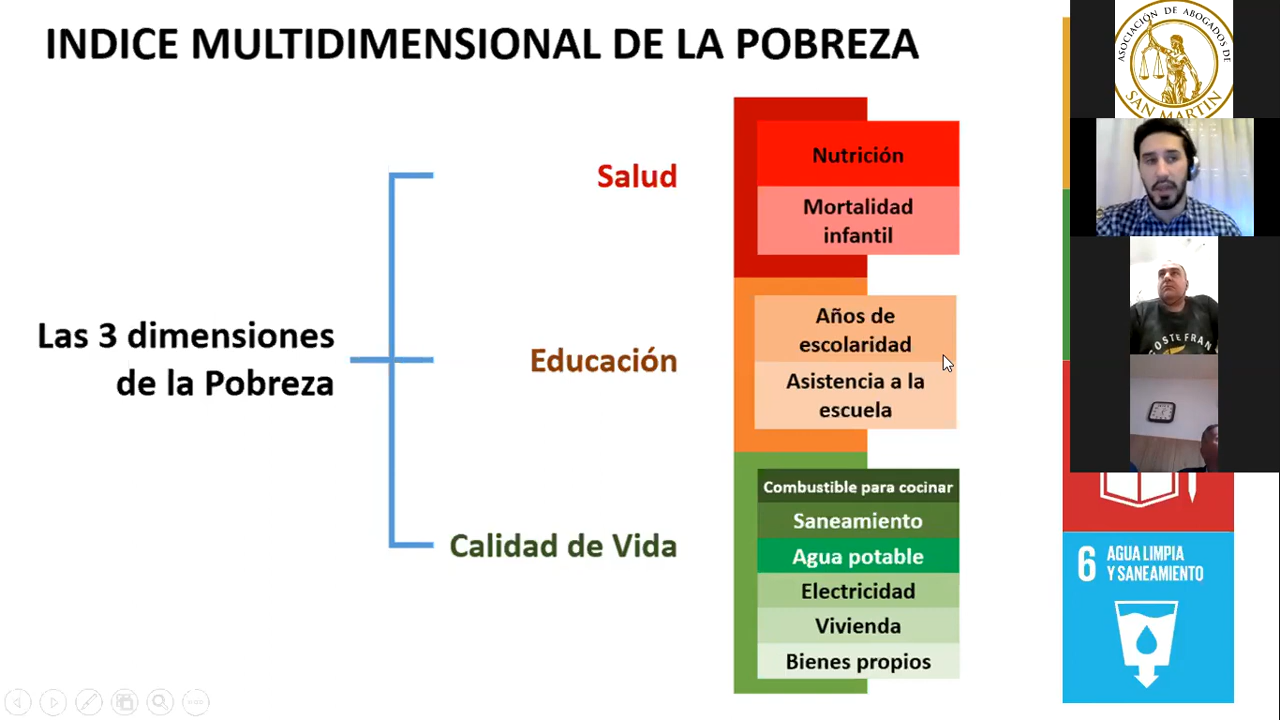 INDICE MULTIDIMENSIONAL DE LA POBREZA
Las 3 dimensiones
de la Pobreza
Salud
Nutrición
Mortalidad
infantil
Educación
Años de
escolaridad
Asistencia a la
escuela
Calidad de Vida
Combustible para cocinar
Saneamiento
Agua potable
Electricidad
Vivienda
Bienes propios
ASOCIACIÓN DE ABOGADOS DE
SAN MARTIN
OSTE FRAN
6 AGUA LIMPIA
Y SANEAMIENTO